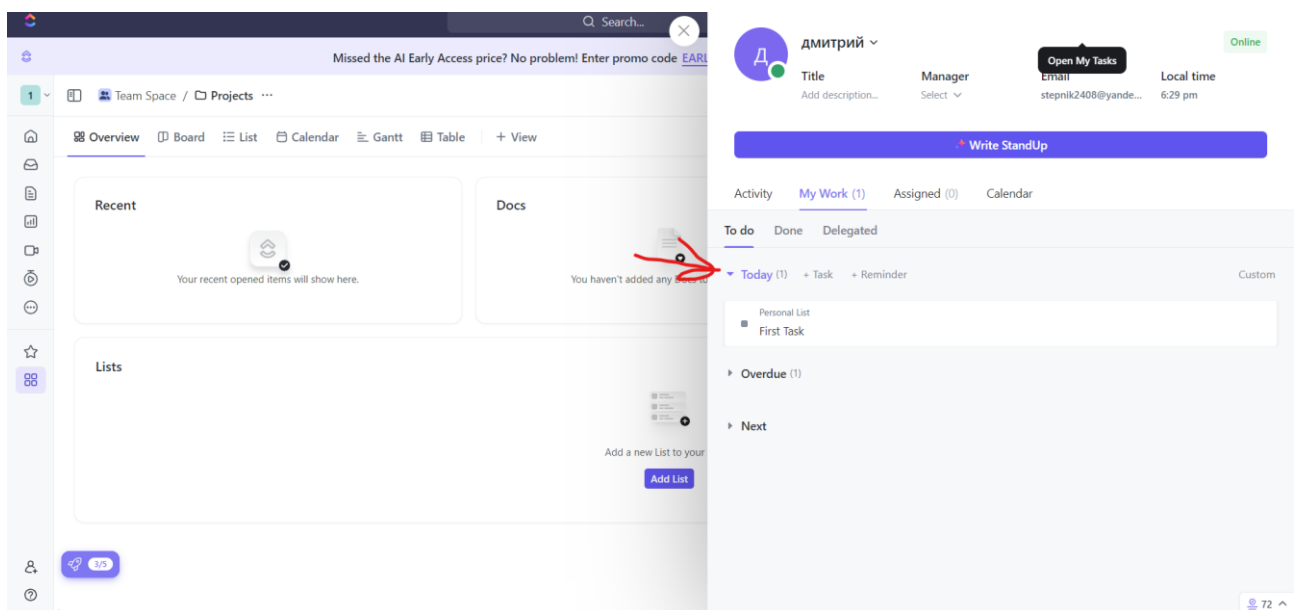 Search...
Missed the AI Early Access price? No problem! Enter promo code EARL
1 Team Space / Projects ...
Overview Board List Calendar Gantt Table + View
Recent
Your recent opened items will show here.
Docs
You haven't added any Docs to
Lists
Add a new List to your
Add List
3/5
Д
дмитрий
Online
Open My Tasks
Title Manager Email Local time
Add description... Select stepnik2408@yande... 6:29 pm
Write StandUp
Activity My Work (1) Assigned (0) Calendar
To do Done Delegated
Today (1) + Task + Reminder Custom
Personal List
First Task
Overdue (1)
Next
72